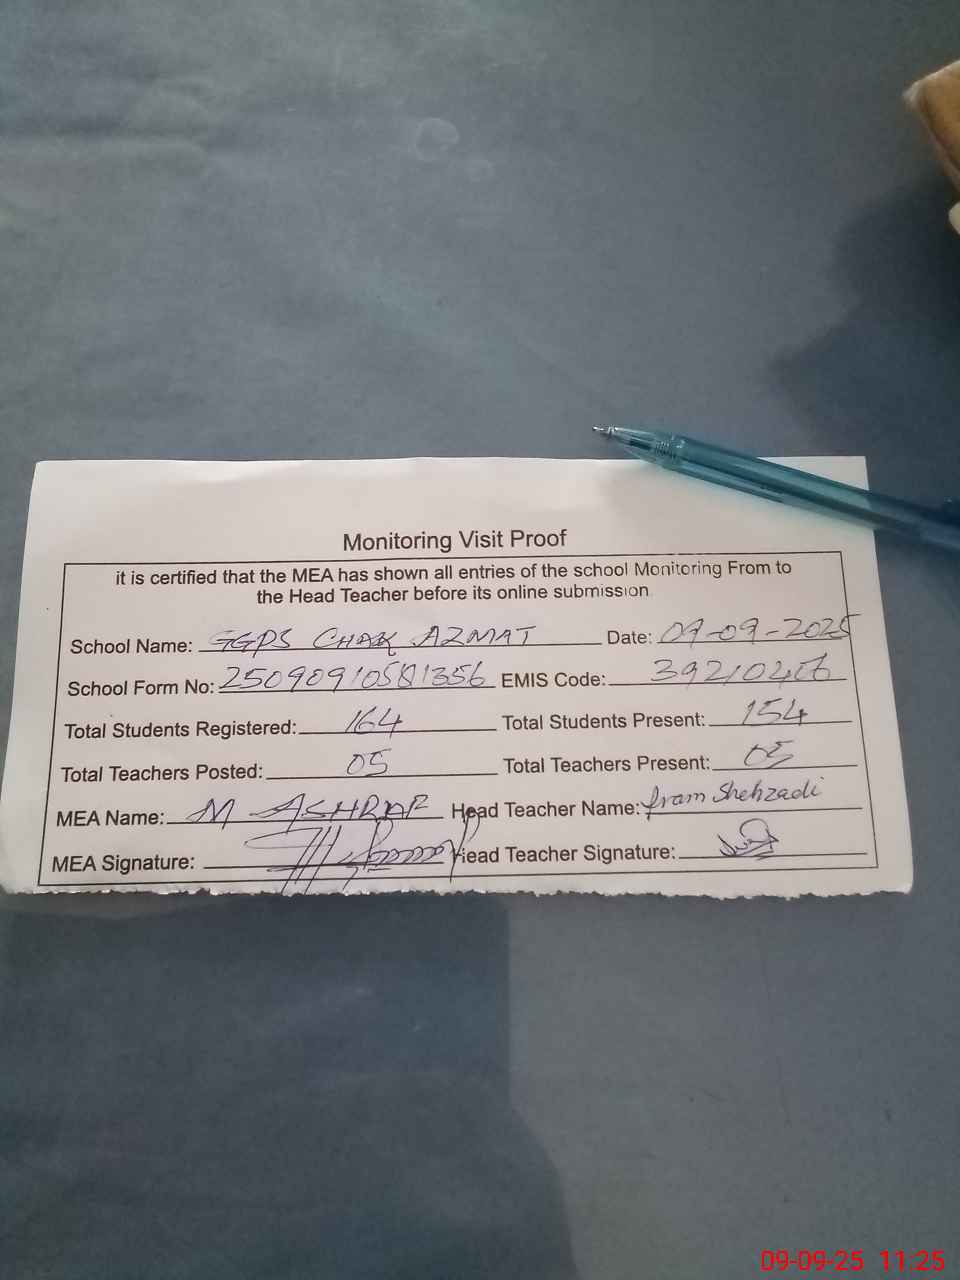 Monitoring Visit Proof
it is certified that the MEA has shown all entries of the school Monitoring From to
the Head Teacher before its online submission
School Name: GGPS CHAK AZMAT Date: 09-09-2025
School Form No: 25090910581356 EMIS Code: 39210406
Total Students Registered: 164 Total Students Present: 154
Total Teachers Posted: 05 Total Teachers Present: 05
MEA Name: M ASHRAF Head Teacher Name: Iram Shehzadi
MEA Signature: Head Teacher Signature:
09-09-25 11:25